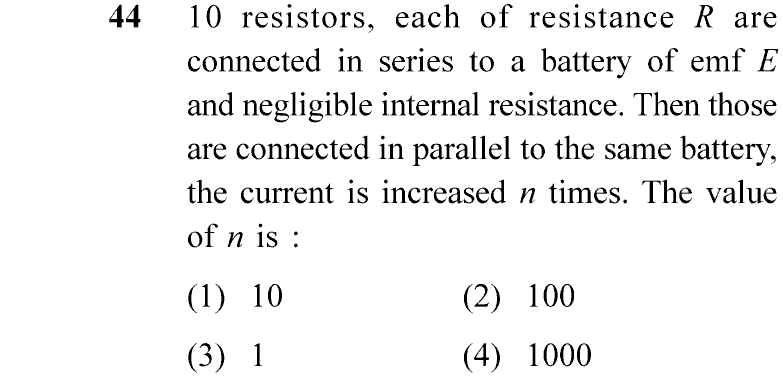 44 10 resistors, each of resistance R are
connected in series to a battery of emf E
and negligible internal resistance. Then those
are connected in parallel to the same battery,
the current is increased n times. The value
of n is :
(1) 10 (2) 100
(3) 1 (4) 1000